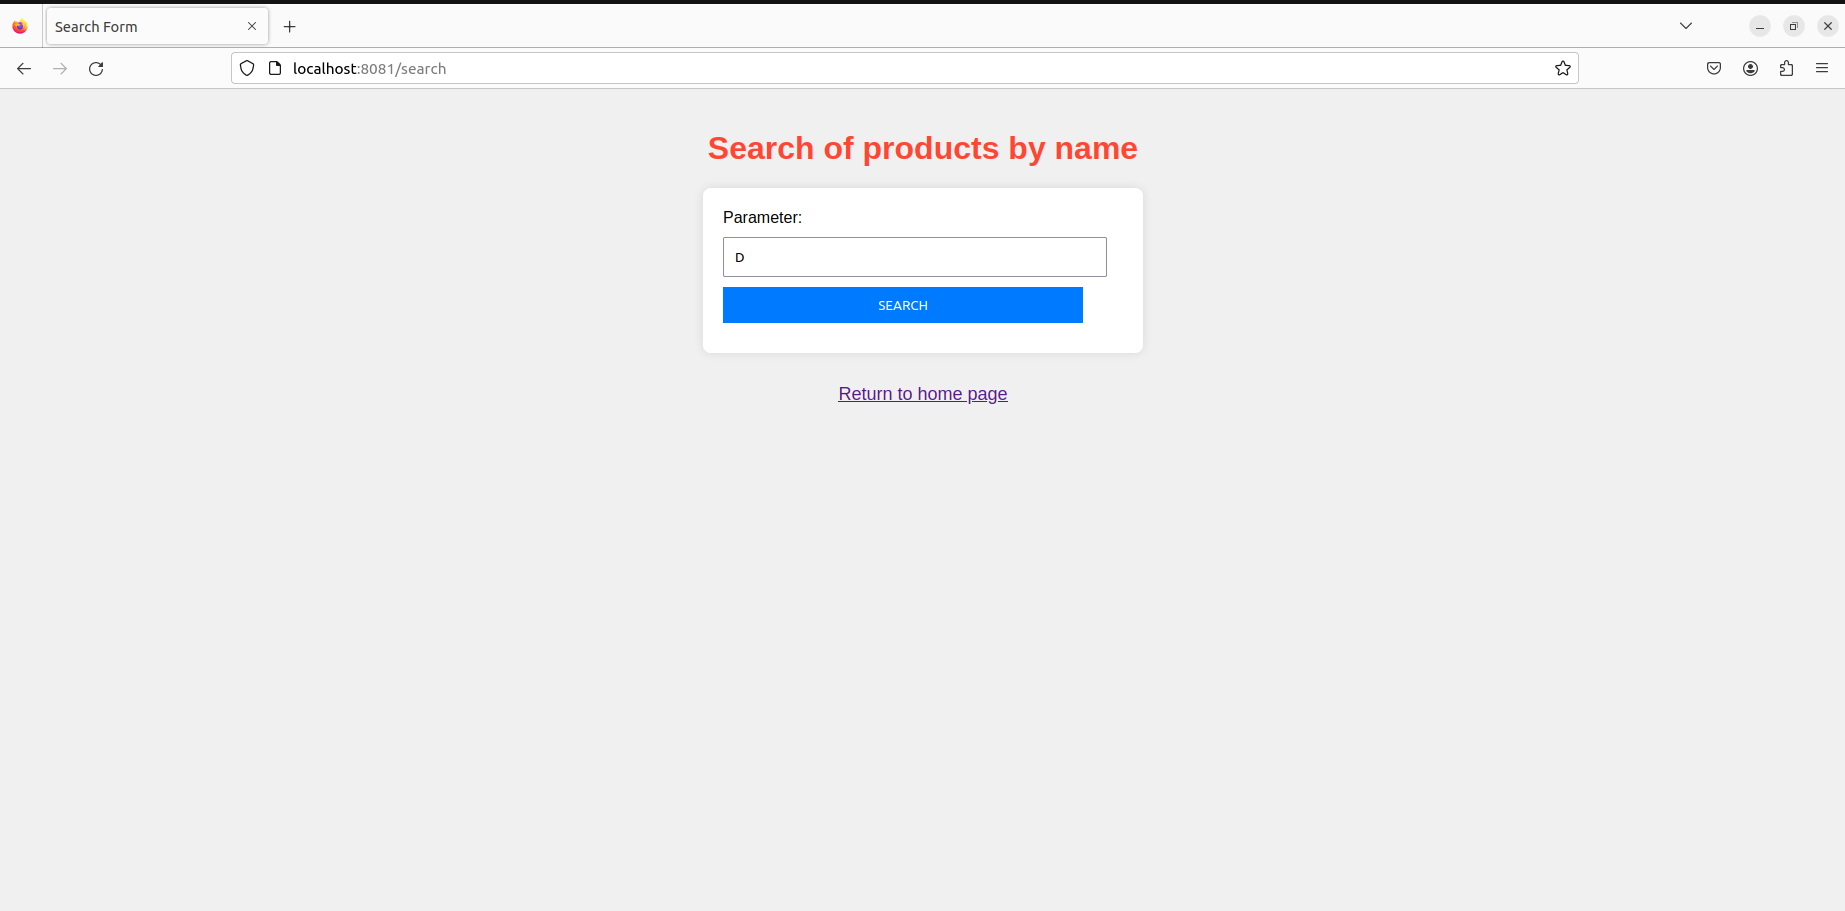 Search Form
localhost:8081/search
Search of products by name
Parameter:
D
SEARCH
Return to home page